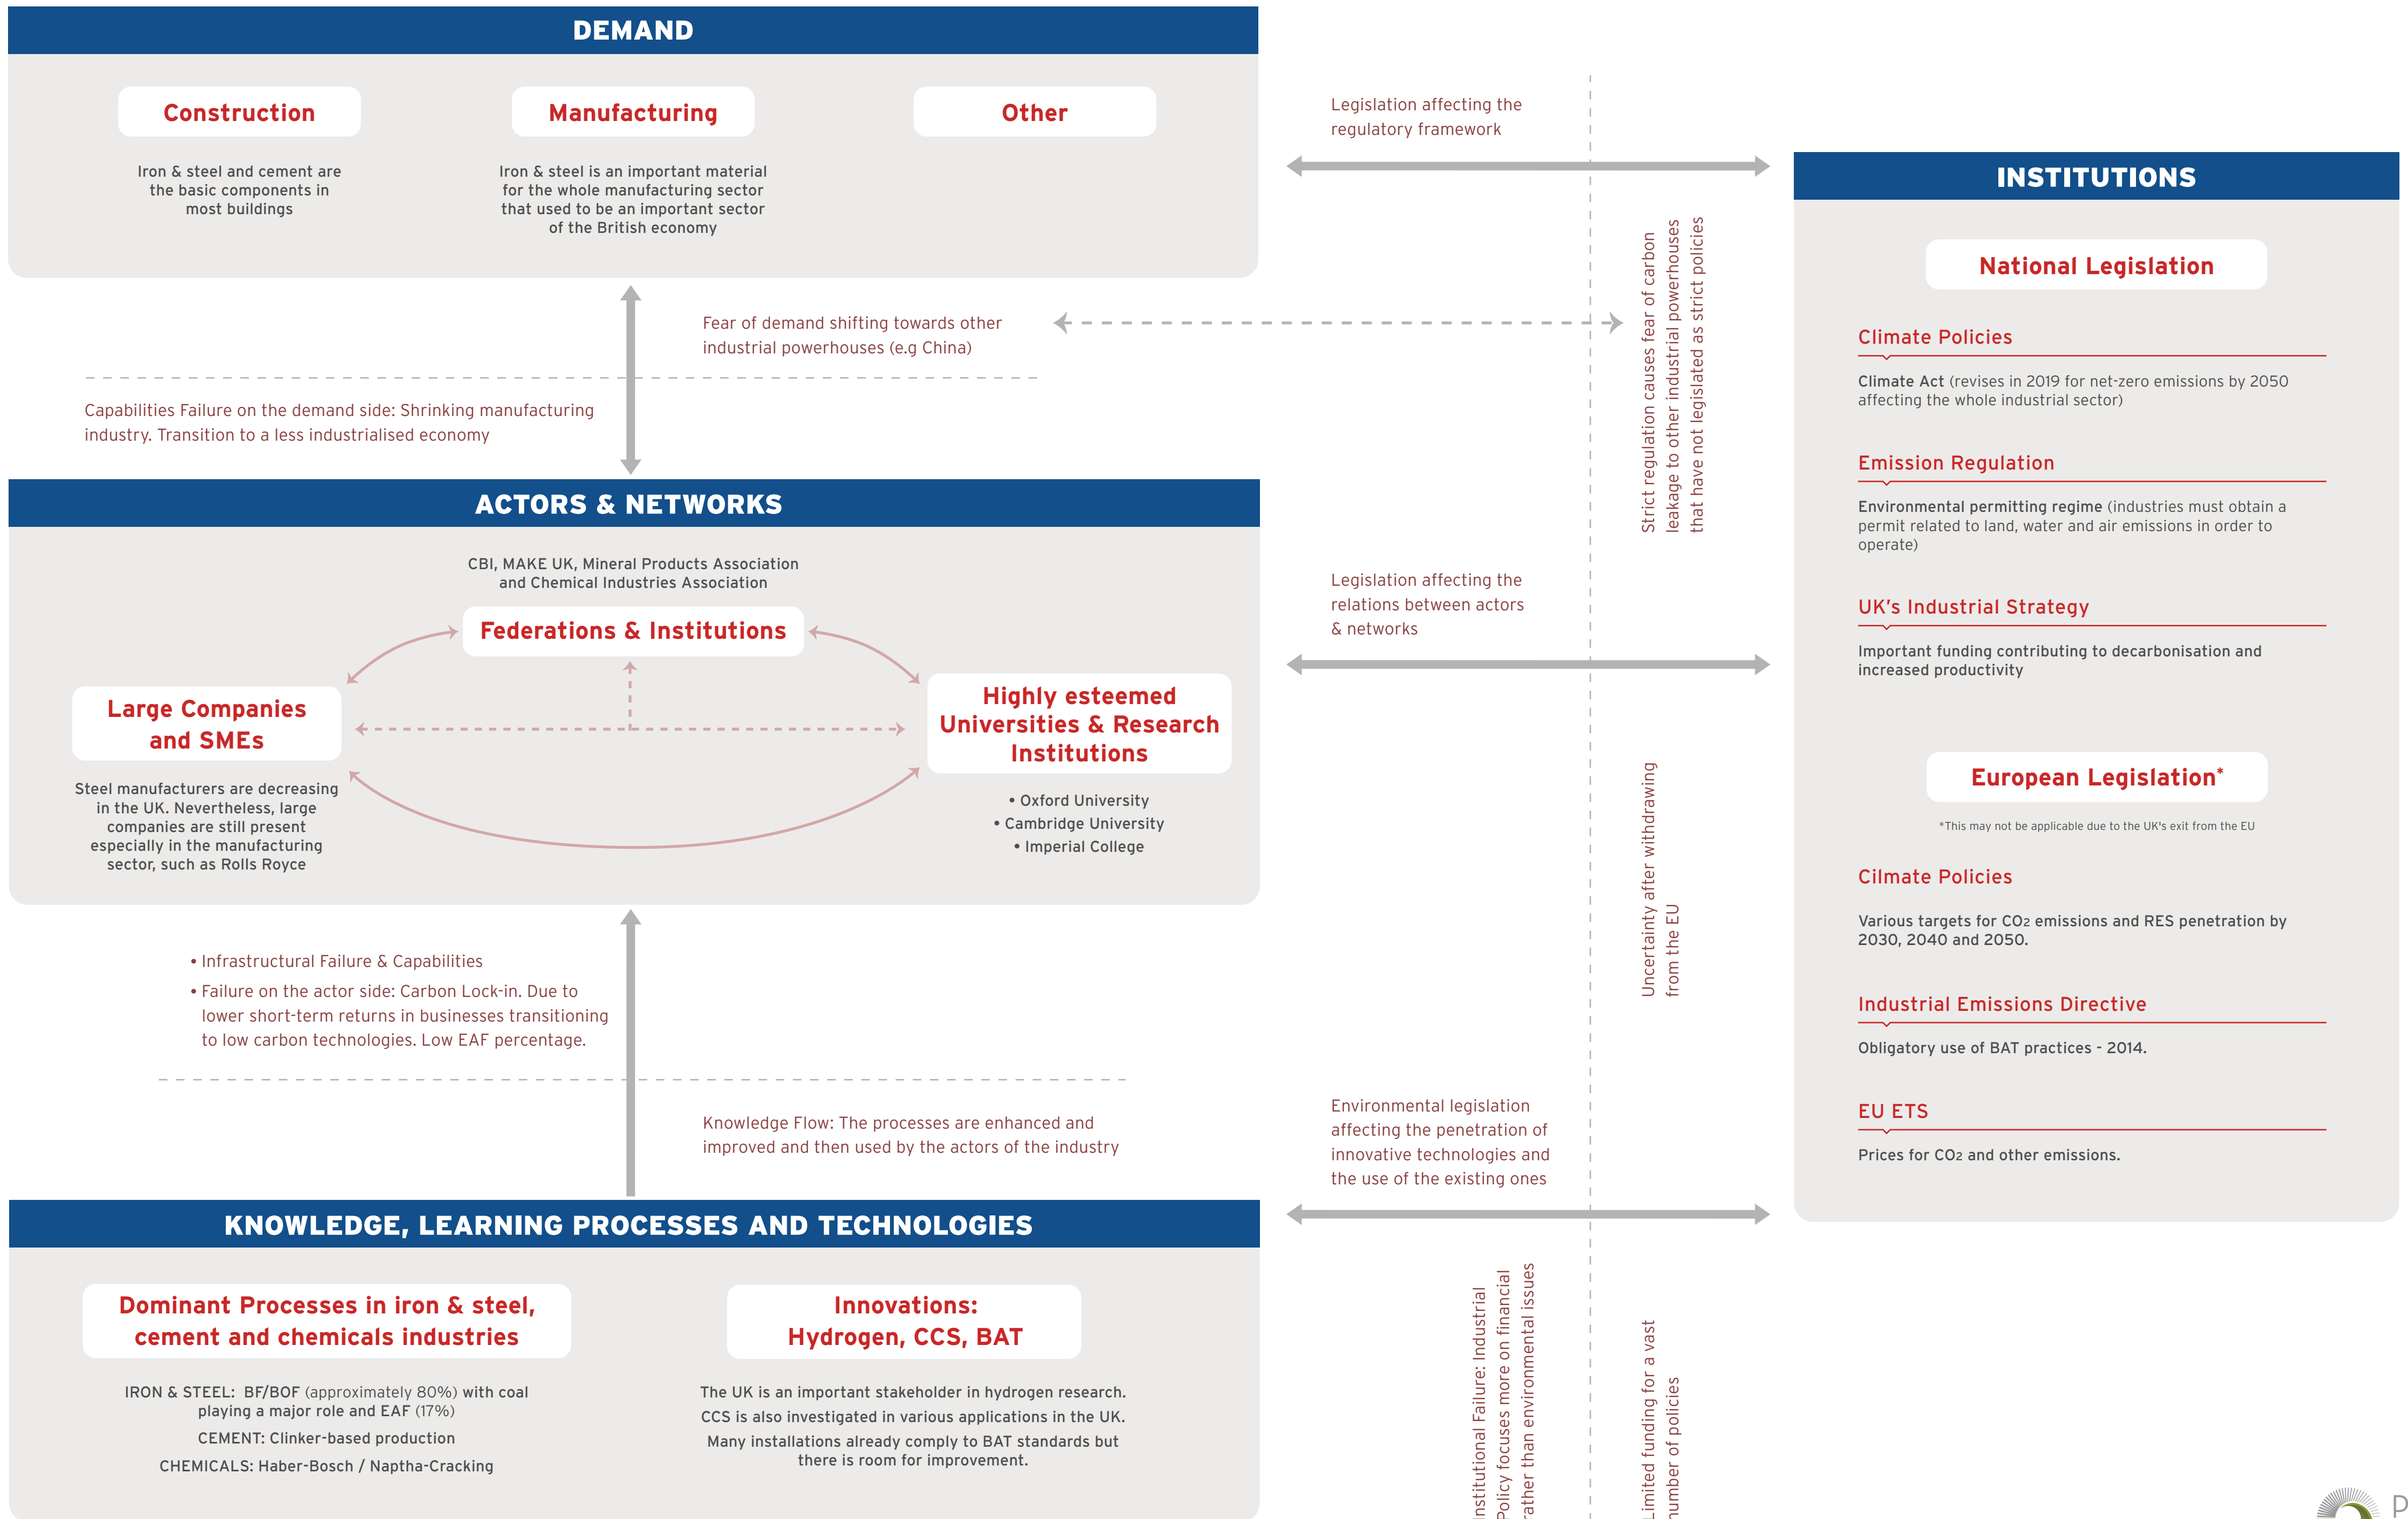 DEMAND
Construction
Iron & steel and cement are
the basic components in
most buildings
Manufacturing
Iron & steel is an important material
for the whole manufacturing sector
that used to be an important sector
of the British economy
Other
Fear of demand shifting towards other
industrial powerhouses (e.g China)
Capabilities Failure on the demand side: Shrinking manufacturing
industry. Transition to a less industrialised economy
ACTORS & NETWORKS
CBI, MAKE UK, Mineral Products Association
and Chemical Industries Association
Federations & Institutions
Large Companies
and SMEs
Steel manufacturers are decreasing
in the UK. Nevertheless, large
companies are still present
especially in the manufacturing
sector, such as Rolls Royce
Highly esteemed
Universities & Research
Institutions
• Oxford University
• Cambridge University
• Imperial College
• Infrastructural Failure & Capabilities
• Failure on the actor side: Carbon Lock-in. Due to
lower short-term returns in businesses transitioning
to low carbon technologies. Low EAF percentage.
Knowledge Flow: The processes are enhanced and
improved and then used by the actors of the industry
KNOWLEDGE, LEARNING PROCESSES AND TECHNOLOGIES
Dominant Processes in iron & steel,
cement and chemicals industries
IRON & STEEL: BF/BOF (approximately 80%) with coal
playing a major role and EAF (17%)
CEMENT: Clinker-based production
CHEMICALS: Haber-Bosch / Naptha-Cracking
Innovations:
Hydrogen, CCS, BAT
The UK is an important stakeholder in hydrogen research.
CCS is also investigated in various applications in the UK.
Many installations already comply to BAT standards but
there is room for improvement.
Legislation affecting the
regulatory framework
Strict regulation causes fear of carbon
leakage to other industrial powerhouses
that have not legislated as strict policies
Legislation affecting the
relations between actors
& networks
Uncertainty after withdrawing
from the EU
Environmental legislation
affecting the penetration of
innovative technologies and
the use of the existing ones
Institutional Failure: Industrial
Policy focuses more on financial
rather than environmental issues
Limited funding for a vast
number of policies
INSTITUTIONS
National Legislation
Climate Policies
Climate Act (revises in 2019 for net-zero emissions by 2050
affecting the whole industrial sector)
Emission Regulation
Environmental permitting regime (industries must obtain a
permit related to land, water and air emissions in order to
operate)
UK's Industrial Strategy
Important funding contributing to decarbonisation and
increased productivity
European Legislation*
*This may not be applicable due to the UK's exit from the EU
Cilmate Policies
Various targets for CO2 emissions and RES penetration by
2030, 2040 and 2050.
Industrial Emissions Directive
Obligatory use of BAT practices - 2014.
EU ETS
Prices for CO2 and other emissions.
P